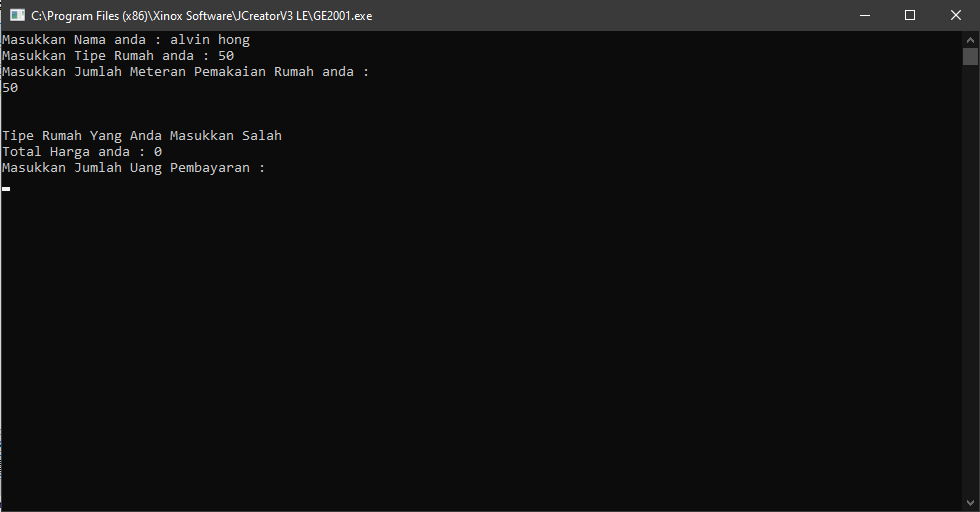 C:\Program Files (x86)\Xinox Software\JCreatorV3 LE\GE2001.exe
Masukkan Nama anda : alvin hong
Masukkan Tipe Rumah anda : 50
Masukkan Jumlah Meteran Pemakaian Rumah anda :
50
Tipe Rumah Yang Anda Masukkan Salah
Total Harga anda : 0
Masukkan Jumlah Uang Pembayaran :